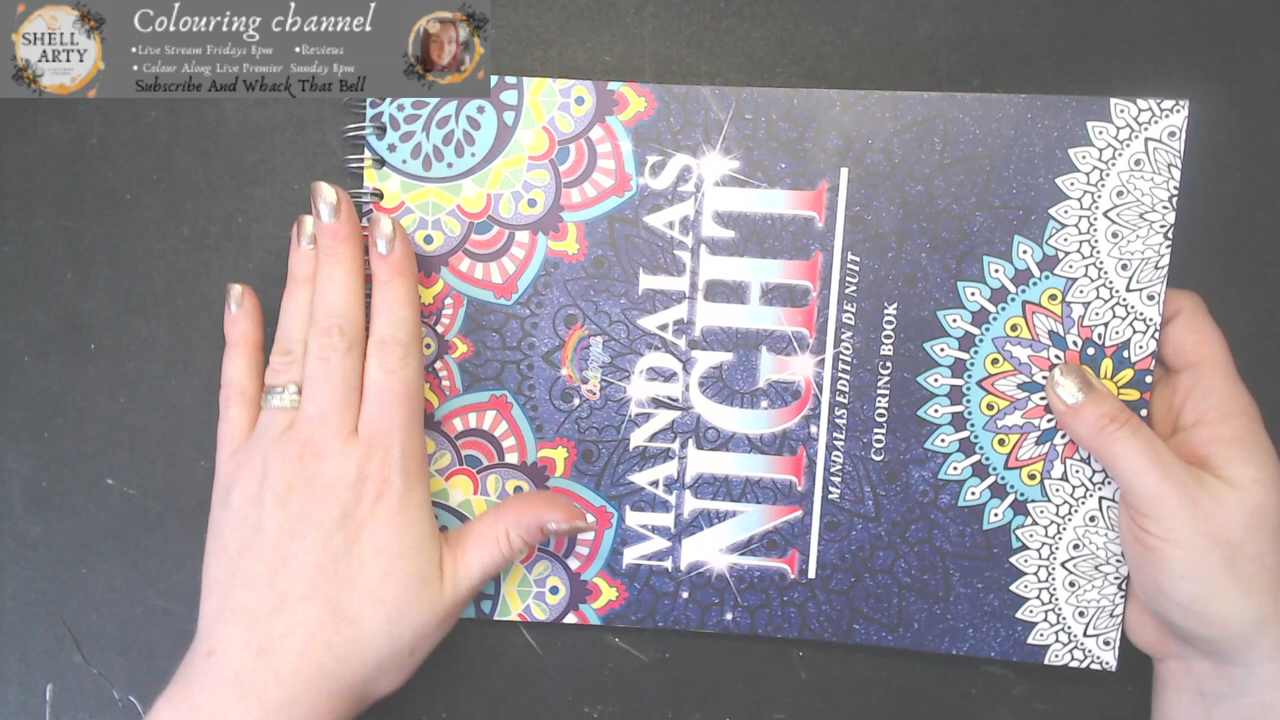 SHELL
ARTY
Colouring channel
•Live Stream Fridays 8pm •Reviews
• Colour Along Live Premier Sunday 8pm
Subscribe And Whack That Bell
Colorya
MANDALAS
NIGHT
MANDALAS EDITION DE NUIT
COLORING BOOK